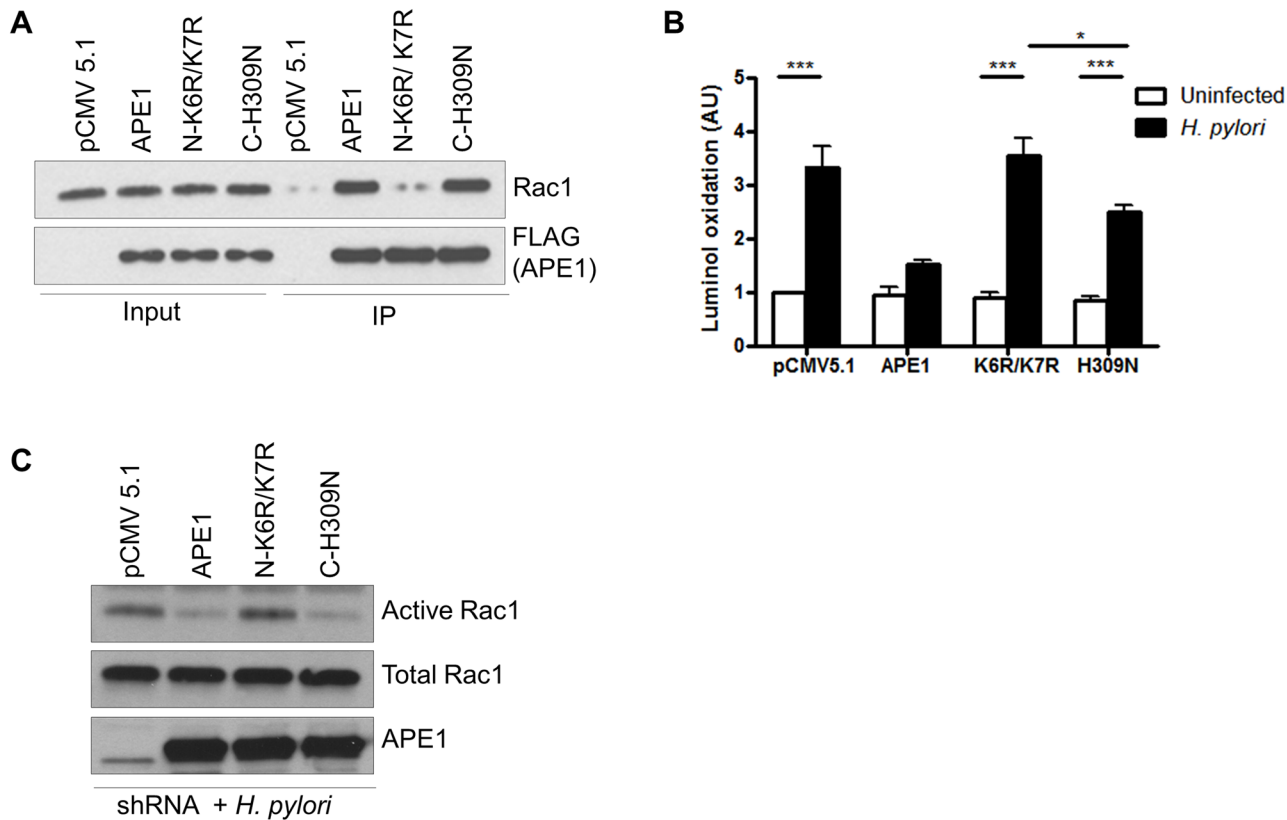 A
pCMV 5.1
APE1
N-K6R/K7R
C-H309N
pCMV 5.1
APE1
N-K6R/ K7R
C-H309N
Rac1
FLAG
(APE1)
Input
IP
B
Luminol oxidation (AU)
5
4
3
2
1
0
***
***
*
***
Uninfected
H. pylori
pCMV5.1
APE1
K6R/K7R
H309N
C
pCMV 5.1
APE1
N-K6R/K7R
C-H309N
Active Rac1
Total Rac1
APE1
shRNA + H. pylori